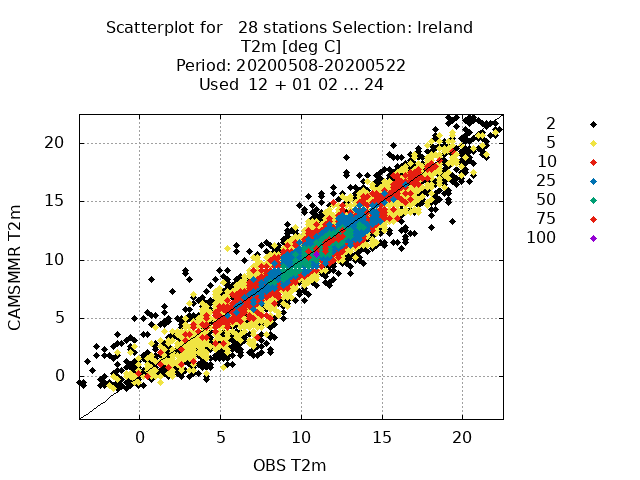 Scatterplot for   28 stations Selection: Ireland
T2m [deg C]
Period: 20200508-20200522
Used  12 + 01 02 ... 24
2
5
10
25
50
75
100
20
15
10
5
0
CAMSMMR T2m
0 5 10 15 20
OBS T2m